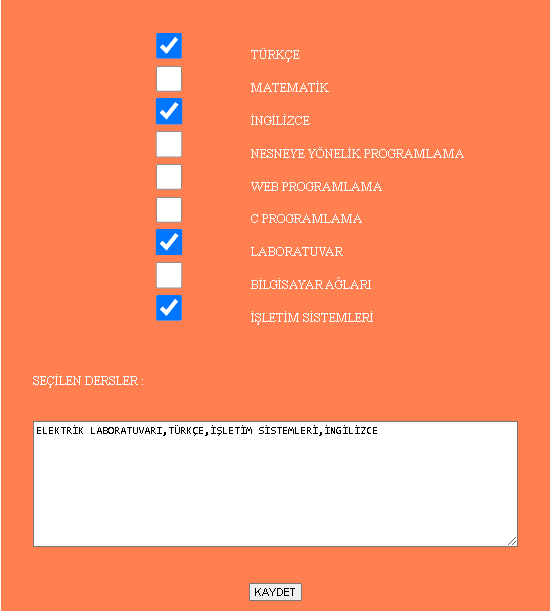 TÜRKÇE
MATEMATİK
İNGİLİZCE
NESNEYE YÖNELİK PROGRAMLAMA
WEB PROGRAMLAMA
C PROGRAMLAMA
LABORATUVAR
BİLGİSAYAR AĞLARI
İŞLETİM SİSTEMLERİ
SEÇİLEN DERSLER :
ELEKTRİK LABORATUVARI,TÜRKÇE,İŞLETİM SİSTEMLERİ,İNGİLİZCE
KAYDET